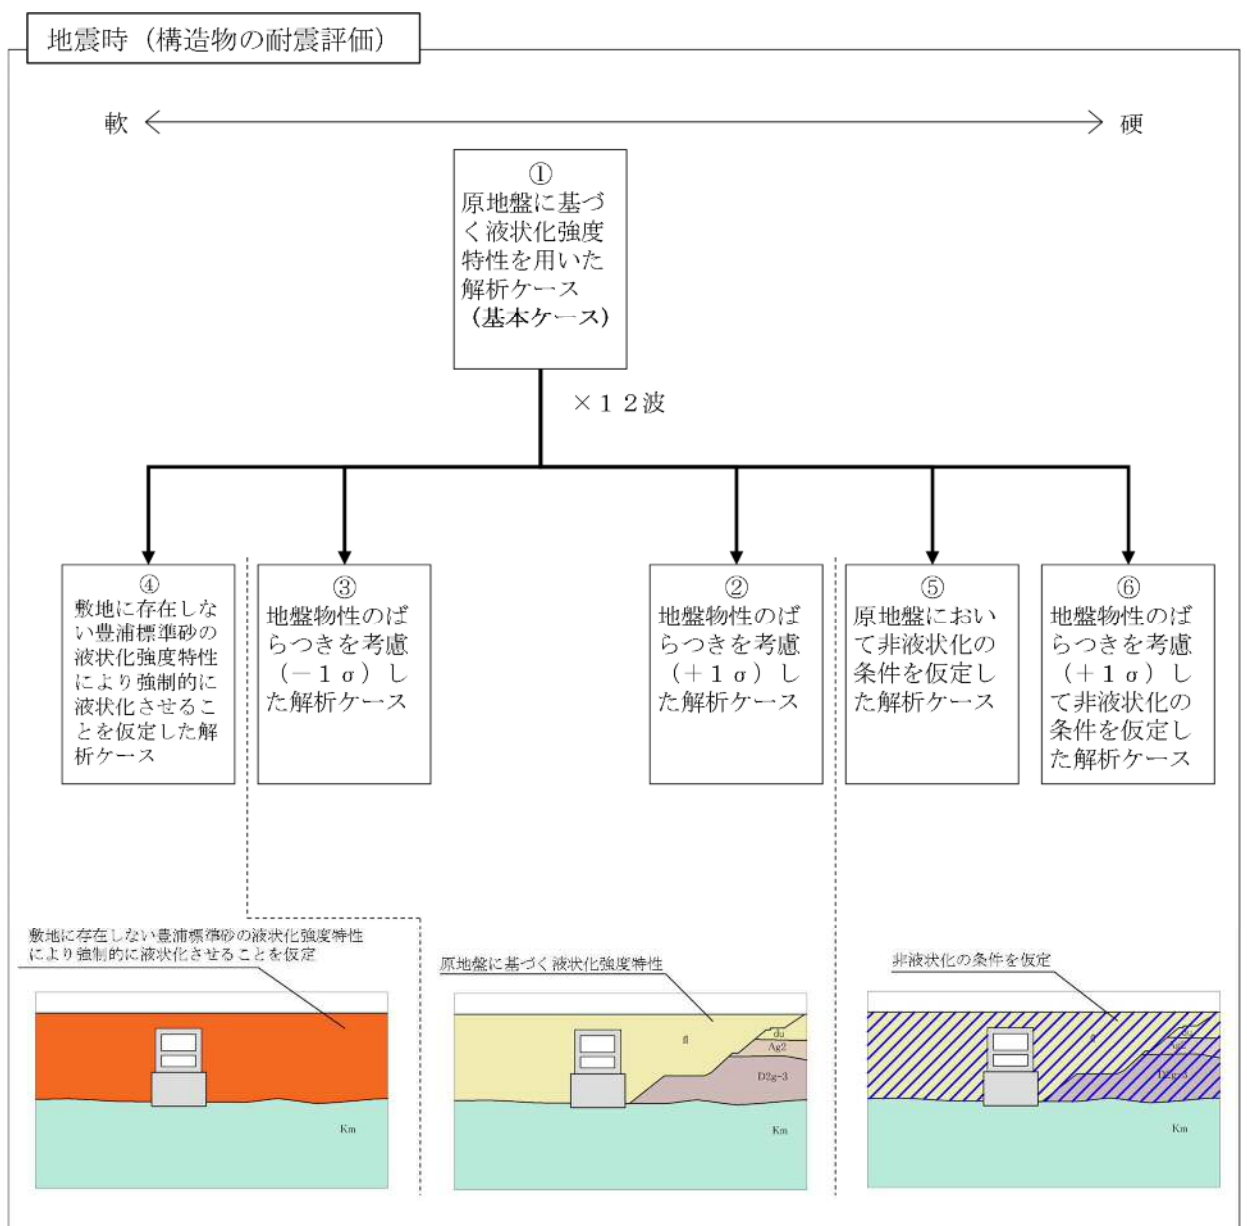 地震時（構造物の耐震評価）
軟
硬
①
原地盤に基づ
く液状化強度
特性を用いた
解析ケース
（基本ケース）
×１２波
④
敷地に存在しな
い豊浦標準砂の
液状化強度特性
により強制的に
液状化させるこ
とを仮定した解
析ケース
③
地盤物性のば
らつきを考慮
（－１σ）し
た解析ケース
②
地盤物性のば
らつきを考慮
（＋１σ）し
た解析ケース
⑤
原地盤におい
て非液状化の
条件を仮定し
た解析ケース
⑥
地盤物性のば
らつきを考慮
（＋１σ）し
て非液状化の
条件を仮定し
た解析ケース
敷地に存在しない豊浦標準砂の液状化強度特性
により強制的に液状化させることを仮定
Km
原地盤に基づく液状化強度特性
fl
du
Ag2
D2g-3
Km
非液状化の条件を仮定
fl
du
Ag2
D2g-3
Km